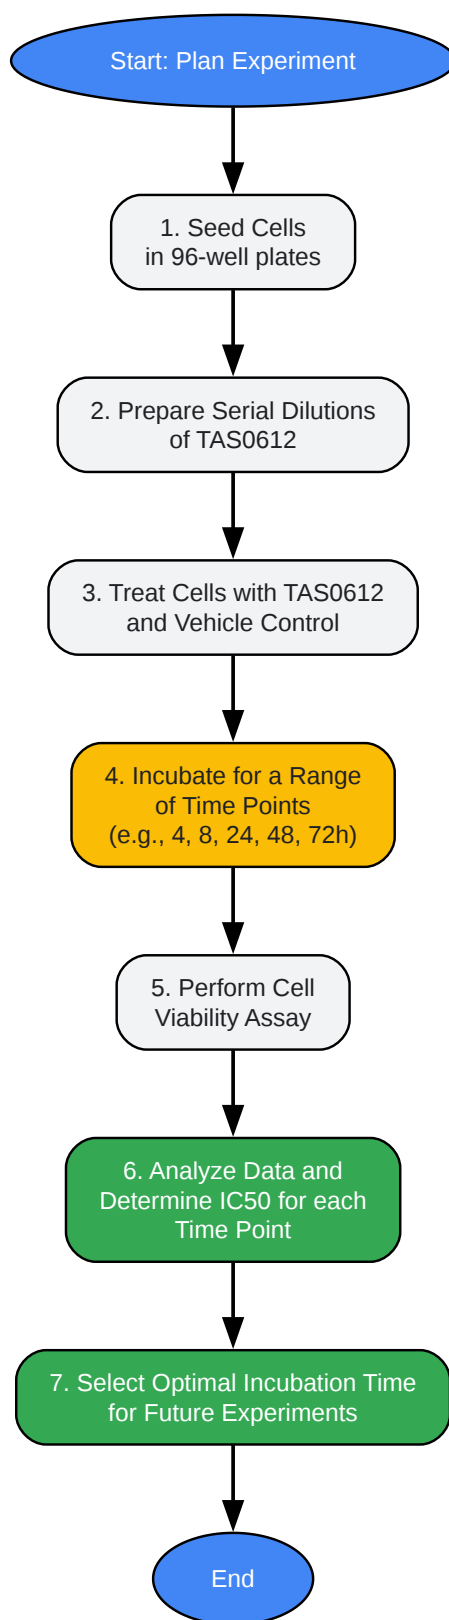 Start: Plan Experiment
1. Seed Cells
in 96-well plates
2. Prepare Serial Dilutions
of TAS0612
3. Treat Cells with TAS0612
and Vehicle Control
4. Incubate for a Range
of Time Points
(e.g., 4, 8, 24, 48, 72h)
5. Perform Cell
Viability Assay
6. Analyze Data and
Determine IC50 for each
Time Point
7. Select Optimal Incubation Time
for Future Experiments
End